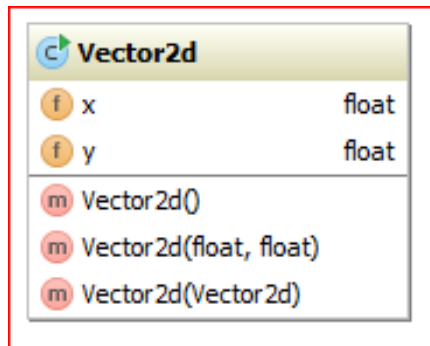 C Vector2d
f x float
f y float
m Vector2d()
m Vector2d(float, float)
m Vector2d(Vector2d)